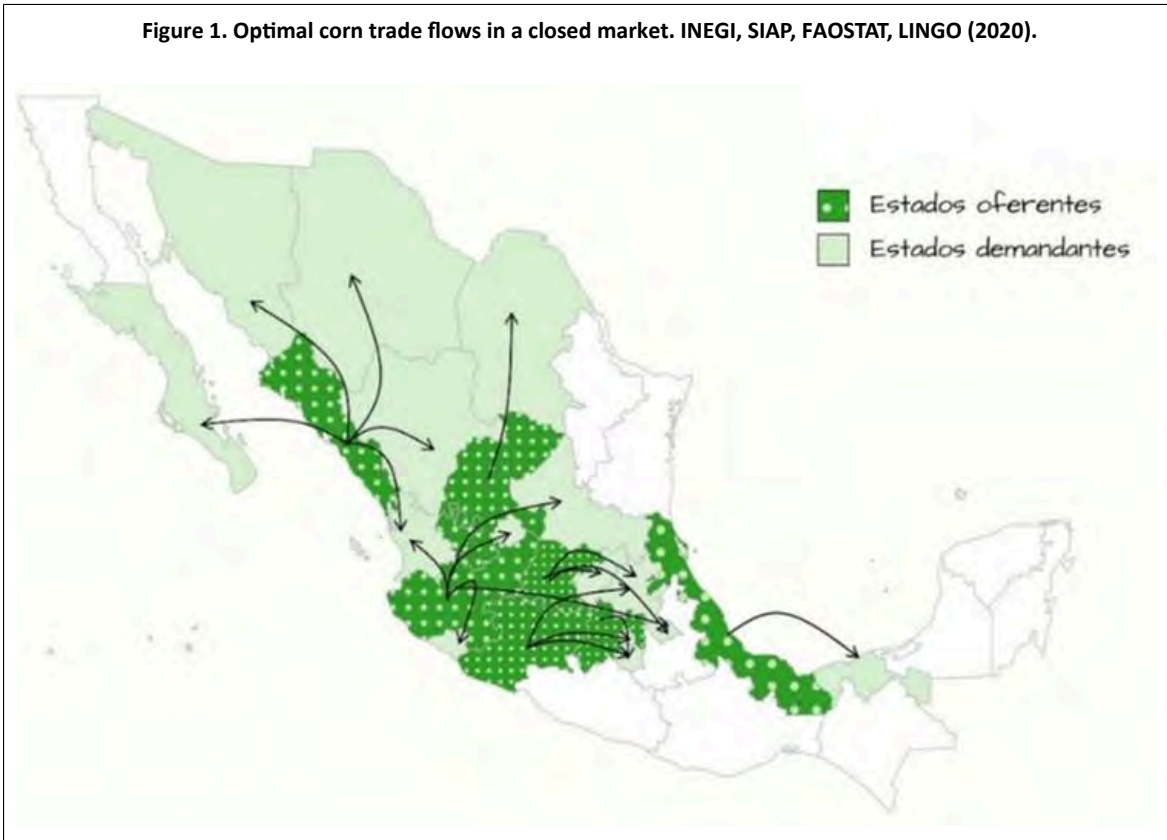 Figure 1. Optimal corn trade flows in a closed market. INEGI, SIAP, FAOSTAT, LINGO (2020).
Estados oferentes
Estados demandantes